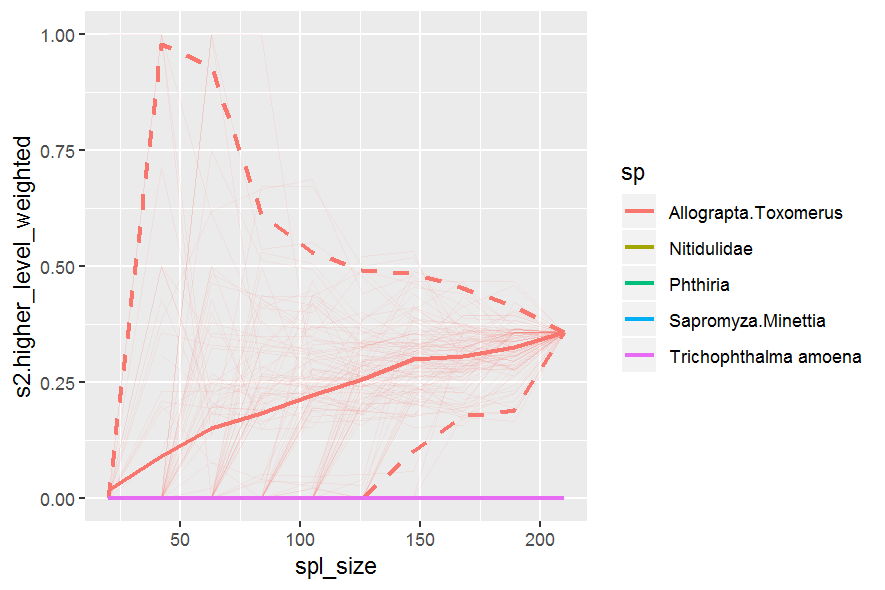 s2.higher_level_weighted
1.00
0.75
0.50
0.25
0.00
50
100
150
200
spl_size
sp
Allograpta.Toxomerus
Nitidulidae
Phthiria
Sapromyza.Minettia
Trichophthalma amoena